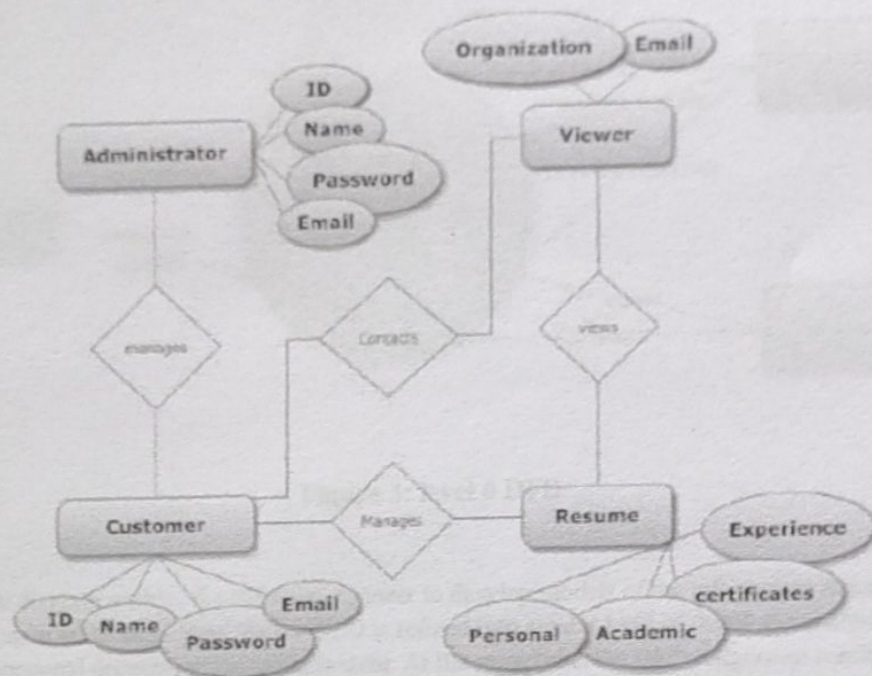 Organization
Email
ID
Name
Password
Email
Administrator
Viewer
manages
Contacts
views
Customer
Manages
Resume
ID
Name
Password
Email
Experience
certificates
Personal
Academic